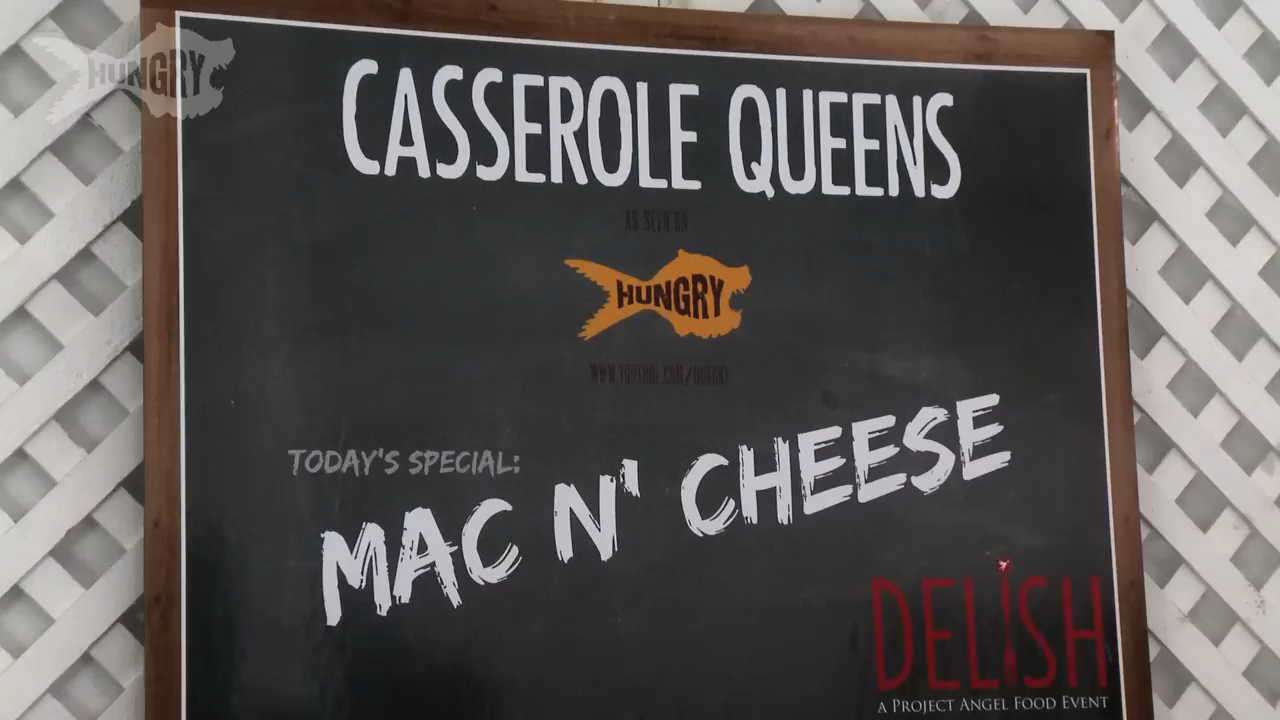 HUNGRY
CASSEROLE QUEENS
AS SEEN ON
HUNGRY
WWW.YOUTUBE.COM/HUNGRY
TODAY'S SPECIAL:
MAC N' CHEESE
DELISH
A PROJECT ANGEL FOOD EVENT